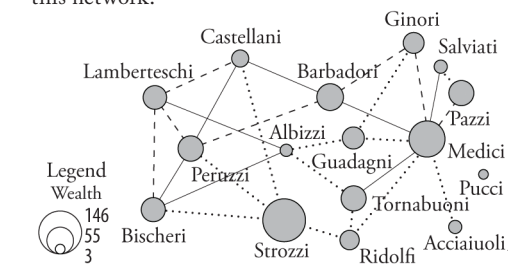 this network.
Ginori
Castellani
Salviati
Lamberteschi
Barbadori
Pazzi
Albizzi
Medici
Guadagni
Peruzzi
Legend
Wealth
Pucci
Tornabuoni
146
55
3
Bischeri
Strozzi
Ridolfi
Acciaiuoli